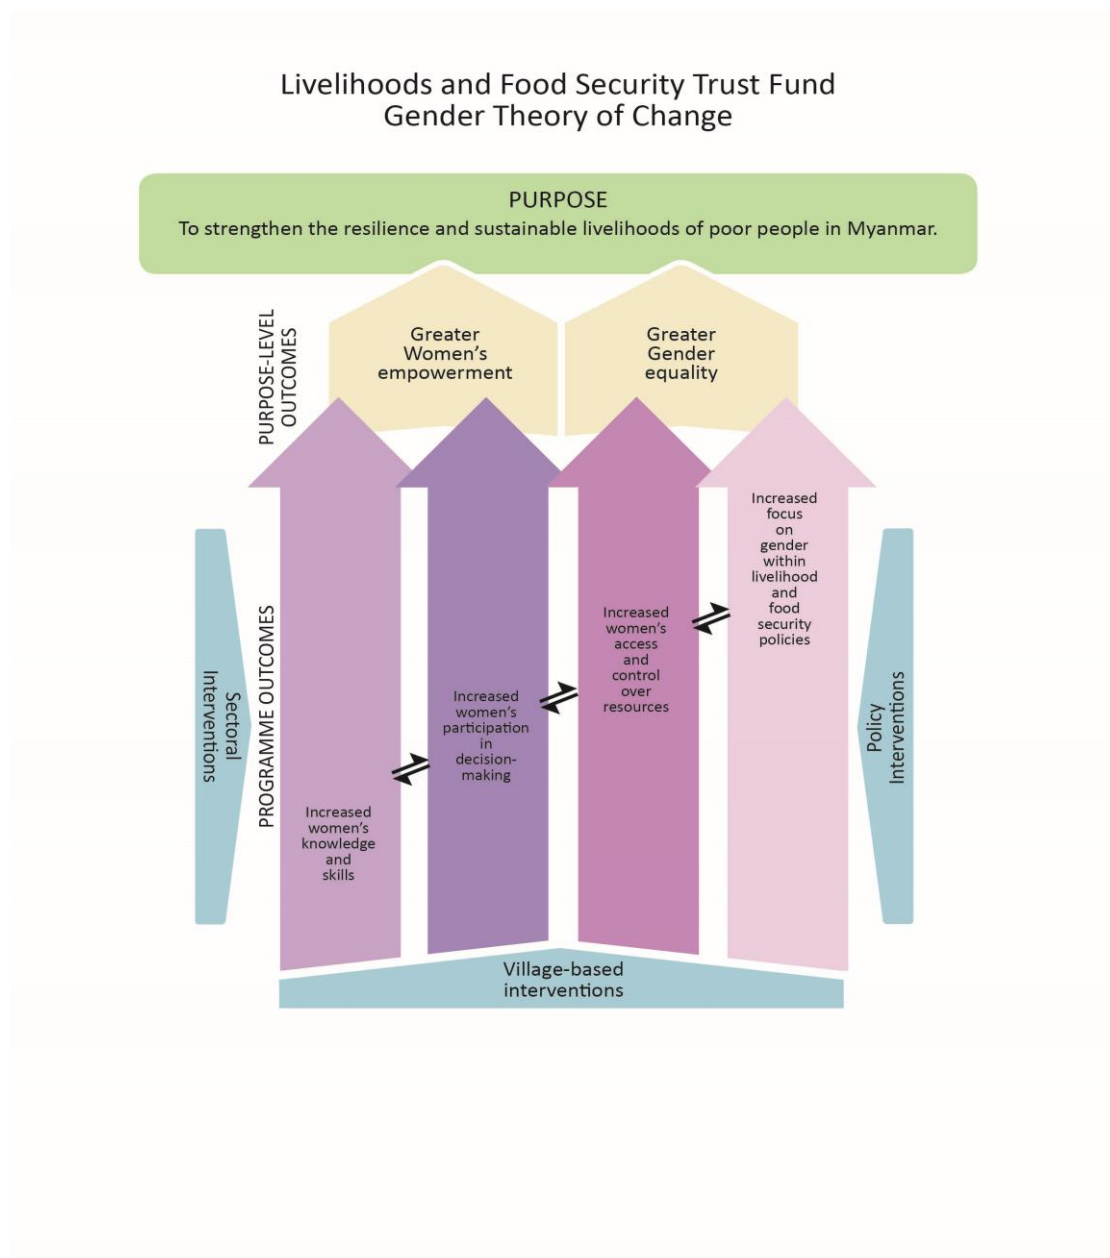 Livelihoods and Food Security Trust Fund
Gender Theory of Change
PURPOSE
To strengthen the resilience and sustainable livelihoods of poor people in Myanmar.
PURPOSE-LEVEL
OUTCOMES
Greater
Women’s
empowerment
Greater
Gender
equality
Sectoral
Interventions
PROGRAMME OUTCOMES
Increased
women’s
knowledge
and
skills
Increased
women’s
participation
in
decision-
making
Increased
women’s
access
and
control
over
resources
Increased
focus
on
gender
within
livelihood
and
food
security
policies
Policy
Interventions
Village-based
interventions